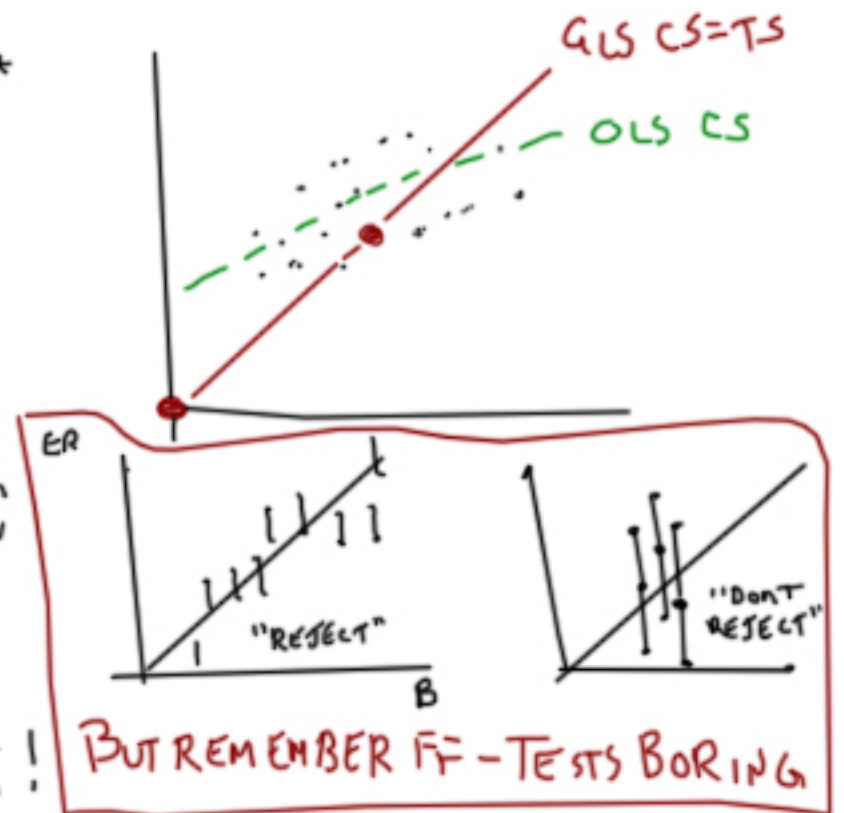 *
GLS CS=TS
OLS CS
ER
"REJECT"
B
"DONT
REJECT"
!
BUT REMEMBER FF - TESTS BORING